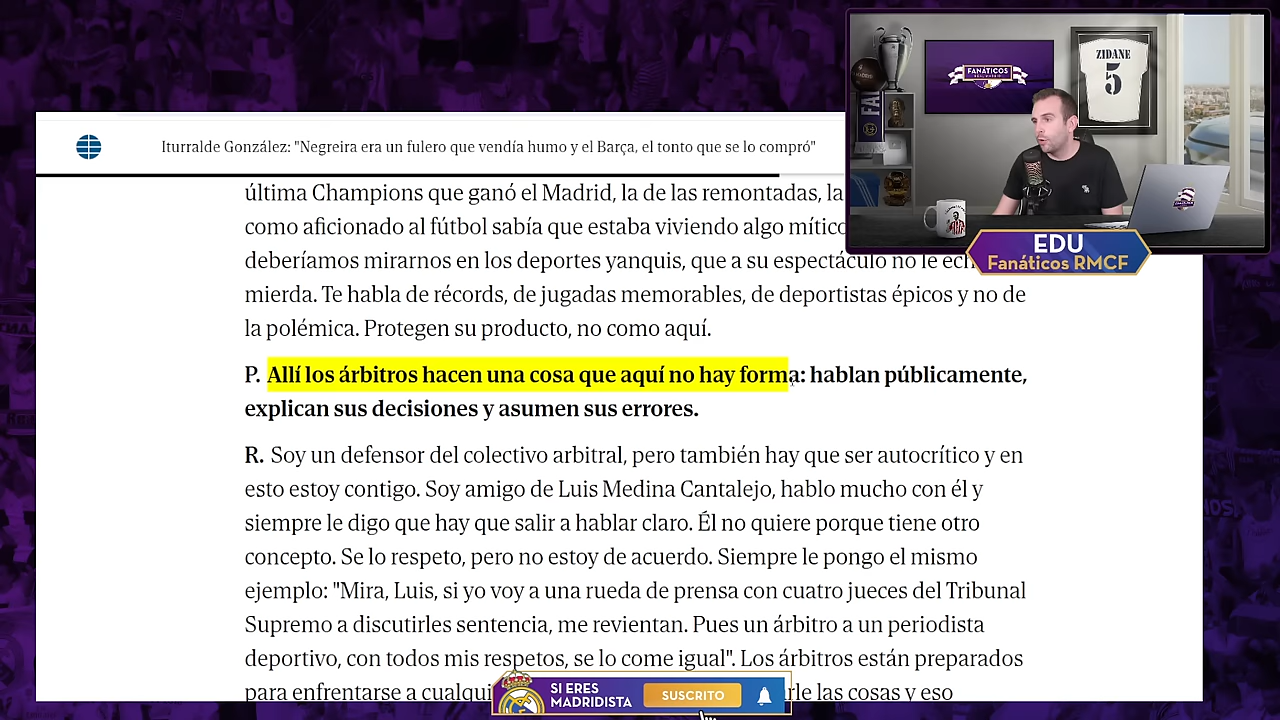 ZIDANE
5
FANÁTICOS
EDU
Fanáticos RMCF
Iturralde González: "Negreira era un fulero que vendía humo y el Barça, el tonto que se lo compró"
última Champions que ganó el Madrid, la de las remontadas, la
como aficionado al fútbol sabía que estaba viviendo algo mítico
deberíamos mirarnos en los deportes yanquis, que a su espectáculo no le
mierda. Te habla de récords, de jugadas memorables, de deportistas épicos y no de
la polémica. Protegen su producto, no como aquí.
P. Allí los árbitros hacen una cosa que aquí no hay forma: hablan públicamente,
explican sus decisiones y asumen sus errores.
R. Soy un defensor del colectivo arbitral, pero también hay que ser autocrítico y en
esto estoy contigo. Soy amigo de Luis Medina Cantalejo, hablo mucho con él y
siempre le digo que hay que salir a hablar claro. Él no quiere porque tiene otro
concepto. Se lo respeto, pero no estoy de acuerdo. Siempre le pongo el mismo
ejemplo: "Mira, Luis, si yo voy a una rueda de prensa con cuatro jueces del Tribunal
Supremo a discutirles sentencia, me revientan. Pues un árbitro a un periodista
deportivo, con todos mis respetos, se lo come igual". Los árbitros están preparados
para enfrentarse a las cosas y eso
SI ERES
MADRIDISTA
SUSCRITO